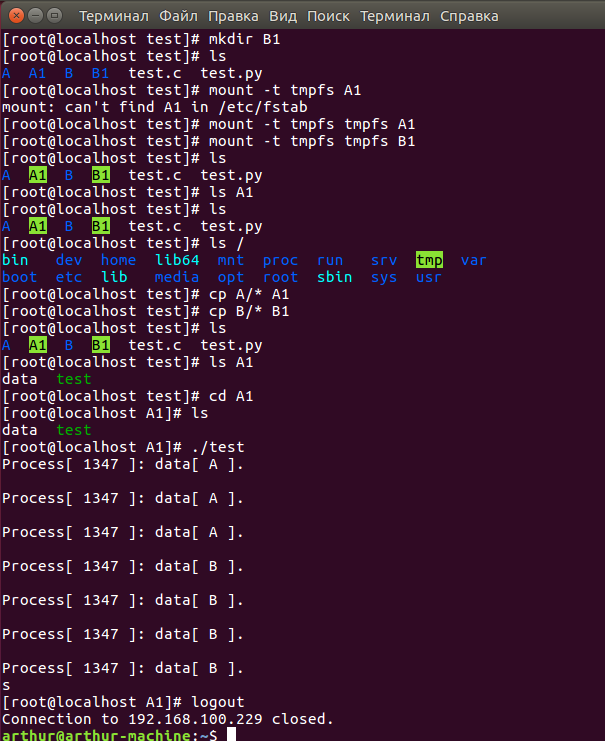 Терминал Файл Правка Вид Поиск Терминал Справка
[root@localhost test]# mkdir B1
[root@localhost test]# ls
A  A1  B  B1  test.c  test.py
[root@localhost test]# mount -t tmpfs A1
mount: can't find A1 in /etc/fstab
[root@localhost test]# mount -t tmpfs tmpfs A1
[root@localhost test]# mount -t tmpfs tmpfs B1
[root@localhost test]# ls
A  A1  B  B1  test.c  test.py
[root@localhost test]# ls A1
[root@localhost test]# ls
A  A1  B  B1  test.c  test.py
[root@localhost test]# ls /
bin   dev  home  lib64  mnt  proc  run   srv  tmp  var
boot  etc  lib   media  opt  root  sbin  sys  usr
[root@localhost test]# cp A/* A1
[root@localhost test]# cp B/* B1
[root@localhost test]# ls
A  A1  B  B1  test.c  test.py
[root@localhost test]# ls A1
data  test
[root@localhost test]# cd A1
[root@localhost A1]# ls
data  test
[root@localhost A1]# ./test
Process[ 1347 ]: data[ A ].
Process[ 1347 ]: data[ A ].
Process[ 1347 ]: data[ A ].
Process[ 1347 ]: data[ B ].
Process[ 1347 ]: data[ B ].
Process[ 1347 ]: data[ B ].
Process[ 1347 ]: data[ B ].
s
[root@localhost A1]# logout
Connection to 192.168.100.229 closed.
arthur@arthur-machine:~$